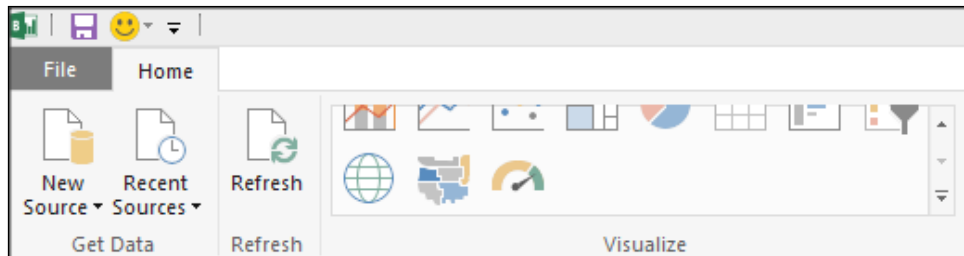 File Home
New Recent Refresh
Source Sources
Get Data Refresh Visualize